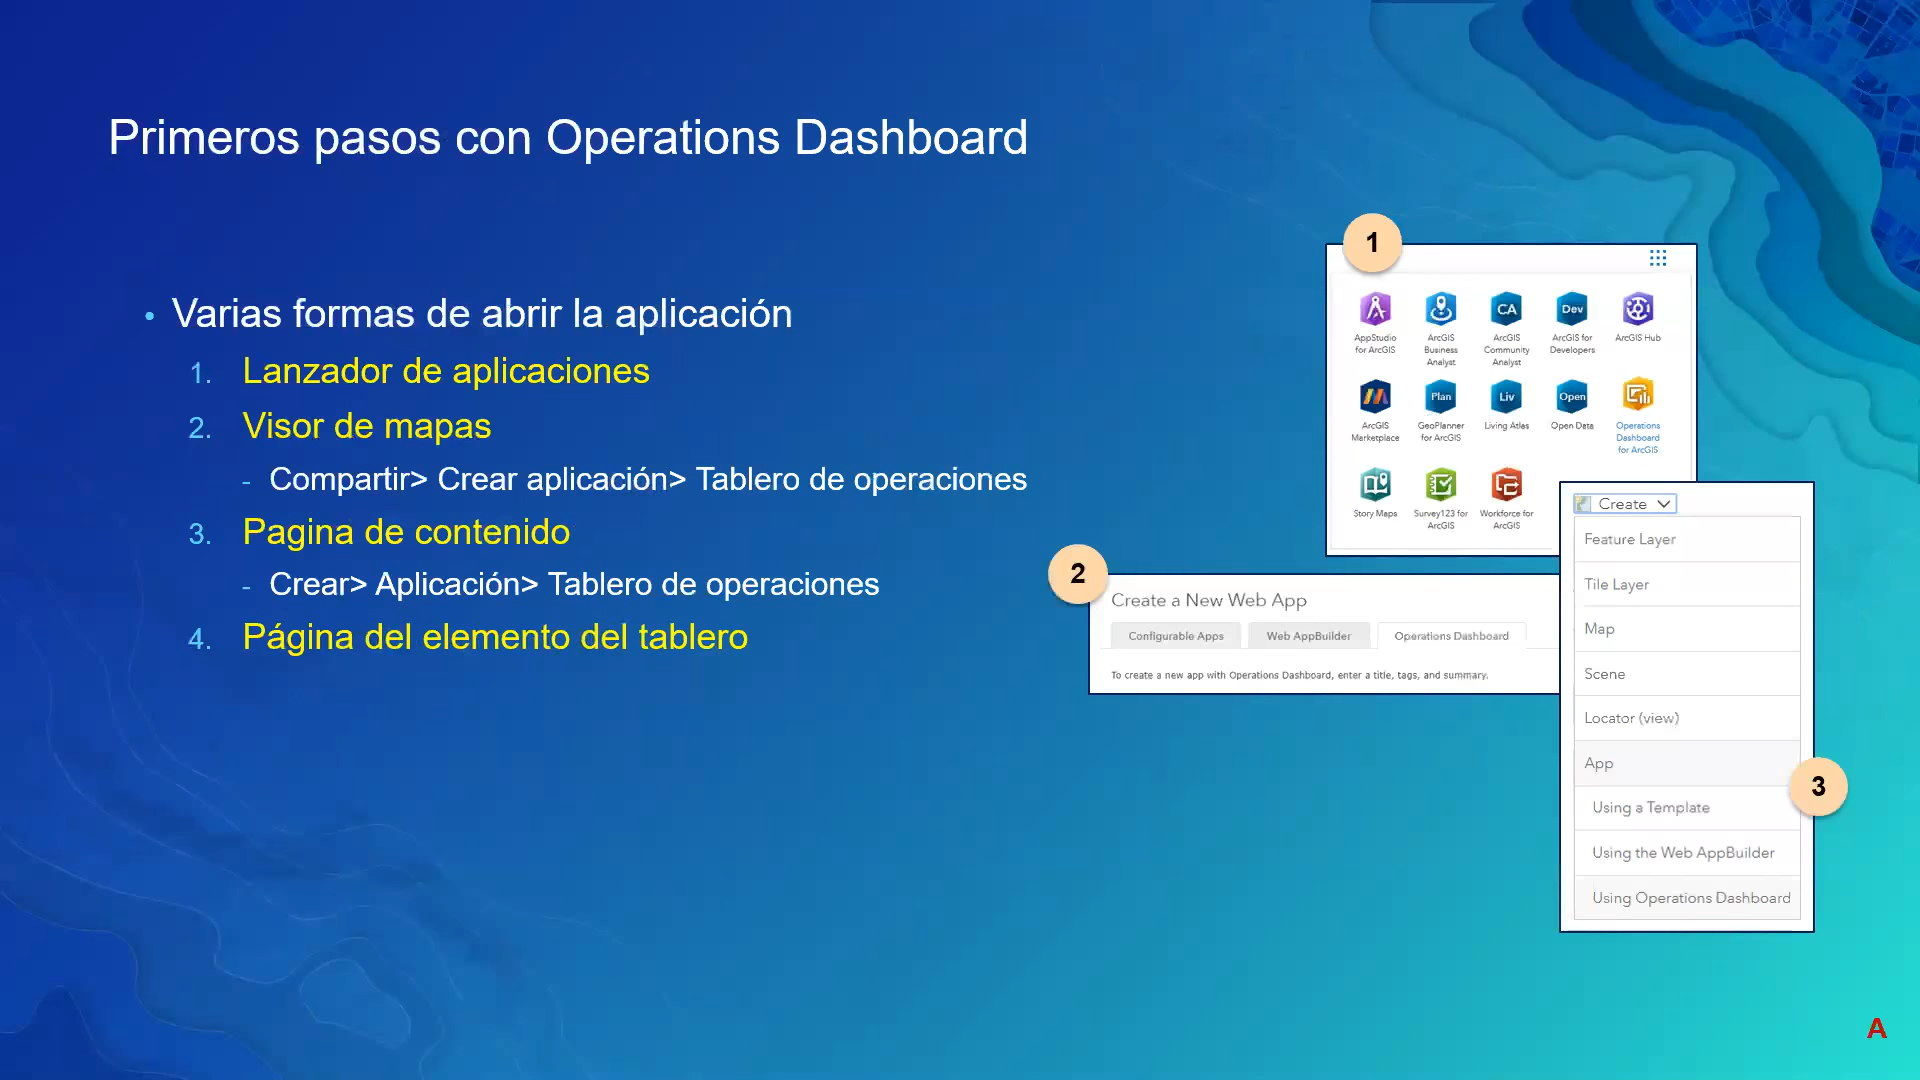 Primeros pasos con Operations Dashboard
• Varias formas de abrir la aplicación
1. Lanzador de aplicaciones
2. Visor de mapas
- Compartir> Crear aplicación> Tablero de operaciones
3. Pagina de contenido
- Crear> Aplicación> Tablero de operaciones
4. Página del elemento del tablero
1
CA
Dev
AppStudio
for ArcGIS
ArcGIS
Business
Analyst
ArcGIS
Community
Analyst
ArcGIS for
Developers
ArcGIS Hub
Plan
Liv
Open
ArcGIS
Marketplace
GeoPlanner
for ArcGIS
Living Atlas
Open Data
Operations
Dashboard
for ArcGIS
Story Maps
Survey123 for
ArcGIS
Workforce for
ArcGIS
2
Create a New Web App
Configurable Apps
Web AppBuilder
Operations Dashboard
To create a new app with Operations Dashboard, enter a title, tags, and summary.
Create
Feature Layer
Tile Layer
Map
Scene
Locator (view)
App
3
Using a Template
Using the Web AppBuilder
Using Operations Dashboard
A